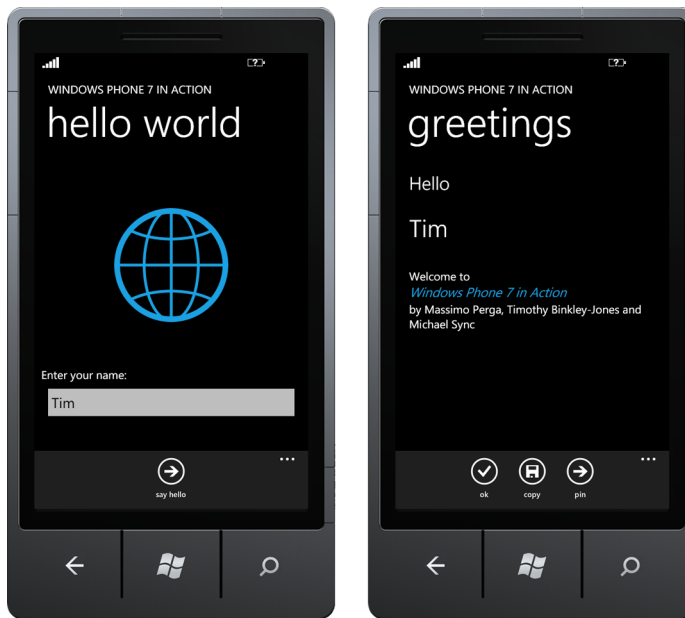 WINDOWS PHONE 7 IN ACTION
hello world
Enter your name:
Tim
say hello
WINDOWS PHONE 7 IN ACTION
greetings
Hello
Tim
Welcome to
Windows Phone 7 in Action
by Massimo Perga, Timothy Binkley-Jones and
Michael Sync
ok copy pin